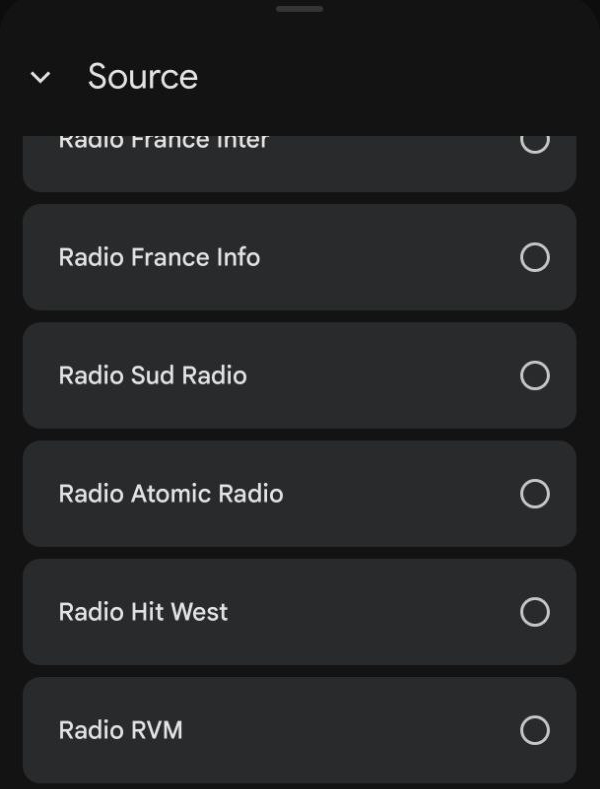 Source
Radio France Inter
Radio France Info
Radio Sud Radio
Radio Atomic Radio
Radio Hit West
Radio RVM